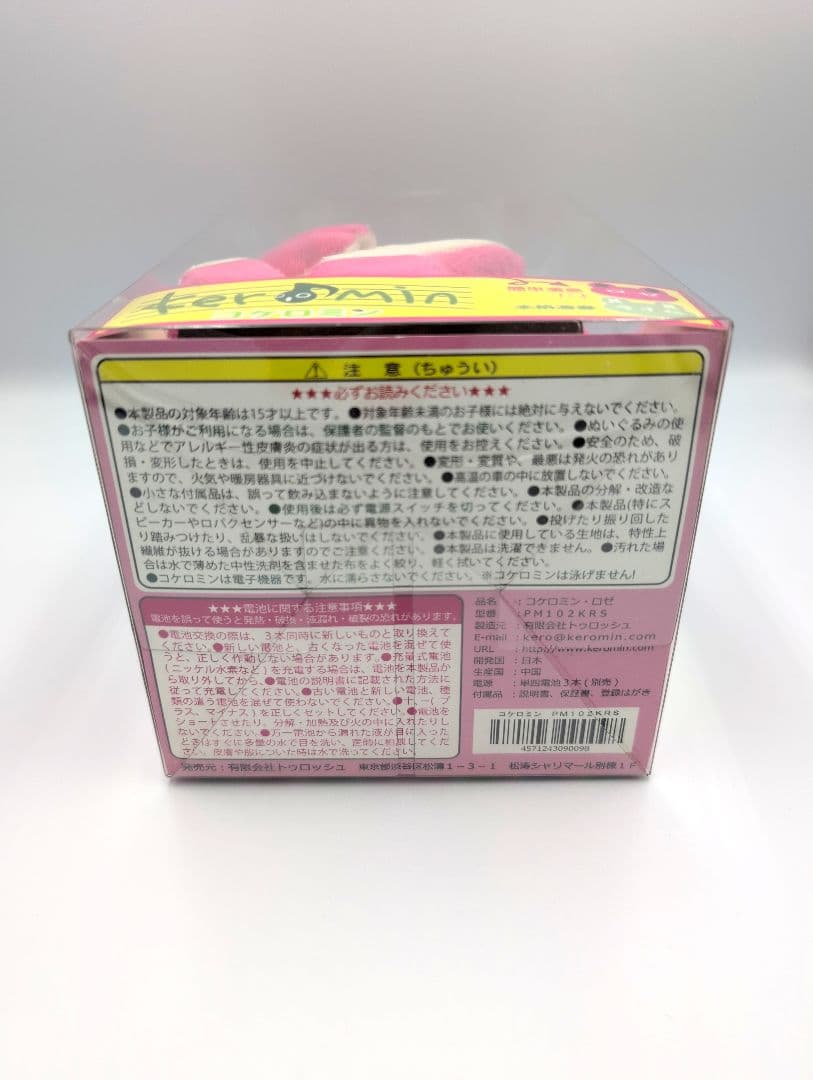 keromin
コケロミン
⚠ 注 意 (ちゅうい)
★★★必ずお読みください★★★
●本製品の対象年齢は15才以上です。●対象年齢未満のお子様には絶対に与えないでください。
●お子様がご利用になる場合は、保護者の監督のもとでお使いください。●ぬいぐるみの使
用などでアレルギー性皮膚炎の症状が出る方は、使用をお控えください。●安全のため、破
損・変形したときは、使用を中止してください。●変形・変質や、最悪は発火の恐れがあり
ますので、火気や暖房器具に近づけないでください。●高温の車の中に放置しないでください。
●小さな付属品は、誤って飲み込まないように注意してください。●本製品の分解・改造な
どしないでください。●使用後は必ず電源スイッチを切ってください。●本製品(特にス
ピーカーやロパクセンサーなど)の中に異物を入れないでください。●投げたり振り回した
り踏みつけたり、乱暴な扱いはしないでください。●本製品に使用している生地は、特性上
繊維が抜ける場合がありますのでご注意ください。●本製品は洗濯できません。●汚れた場
合は水で薄めた中性洗剤を含ませた布をよく絞り、軽く拭いてください。
●コケロミンは電子機器です。水に濡らさないでください。※コケロミンは泳げません!
★★★電池に関する注意事項★★★
電池を誤って使うと発熱・破損・液漏れ・破裂の恐れがあります。
●電池交換の際は、3本同時に新しいものと取り換えて
ください。●新しい電池と、古くなった電池を混ぜて使
うと、正しく作動しない場合があります。●充電式電池
(ニッケル水素など)を充電する場合は、電池を本製品か
ら取り外してから、●電池の説明書に記載された方法に
従って充電してください。●古い電池と新しい電池、種
類の違う電池を混ぜて使わないでください。●+、-(プ
ラス、マイナス)を正しくセットしてください。●電池を
ショートさせたり、分解・加熱及び火の中に入れたりし
ないでください。●万一電池から漏れた液が目に入った
ときはすぐに多量の水で目を洗い、医師に相談してくだ
さい。皮膚や服についた時は水で洗ってください。
品名 :コケロミン・ロゼ
型番 :PM102KRS
製造元 :有限会社トゥロッシュ
E-mail :kero@keromin.com
URL :http://www.keromin.com
開発国 :日本
生産国 :中国
電源 :単四電池3本(別売)
付属品 :説明書、保証書、登録はがき
コケロミン PM102KRS
4571243090098
発売元:有限会社トゥロッシュ 東京都渋谷区松濤1-3-1 松濤シャリマール別棟1F